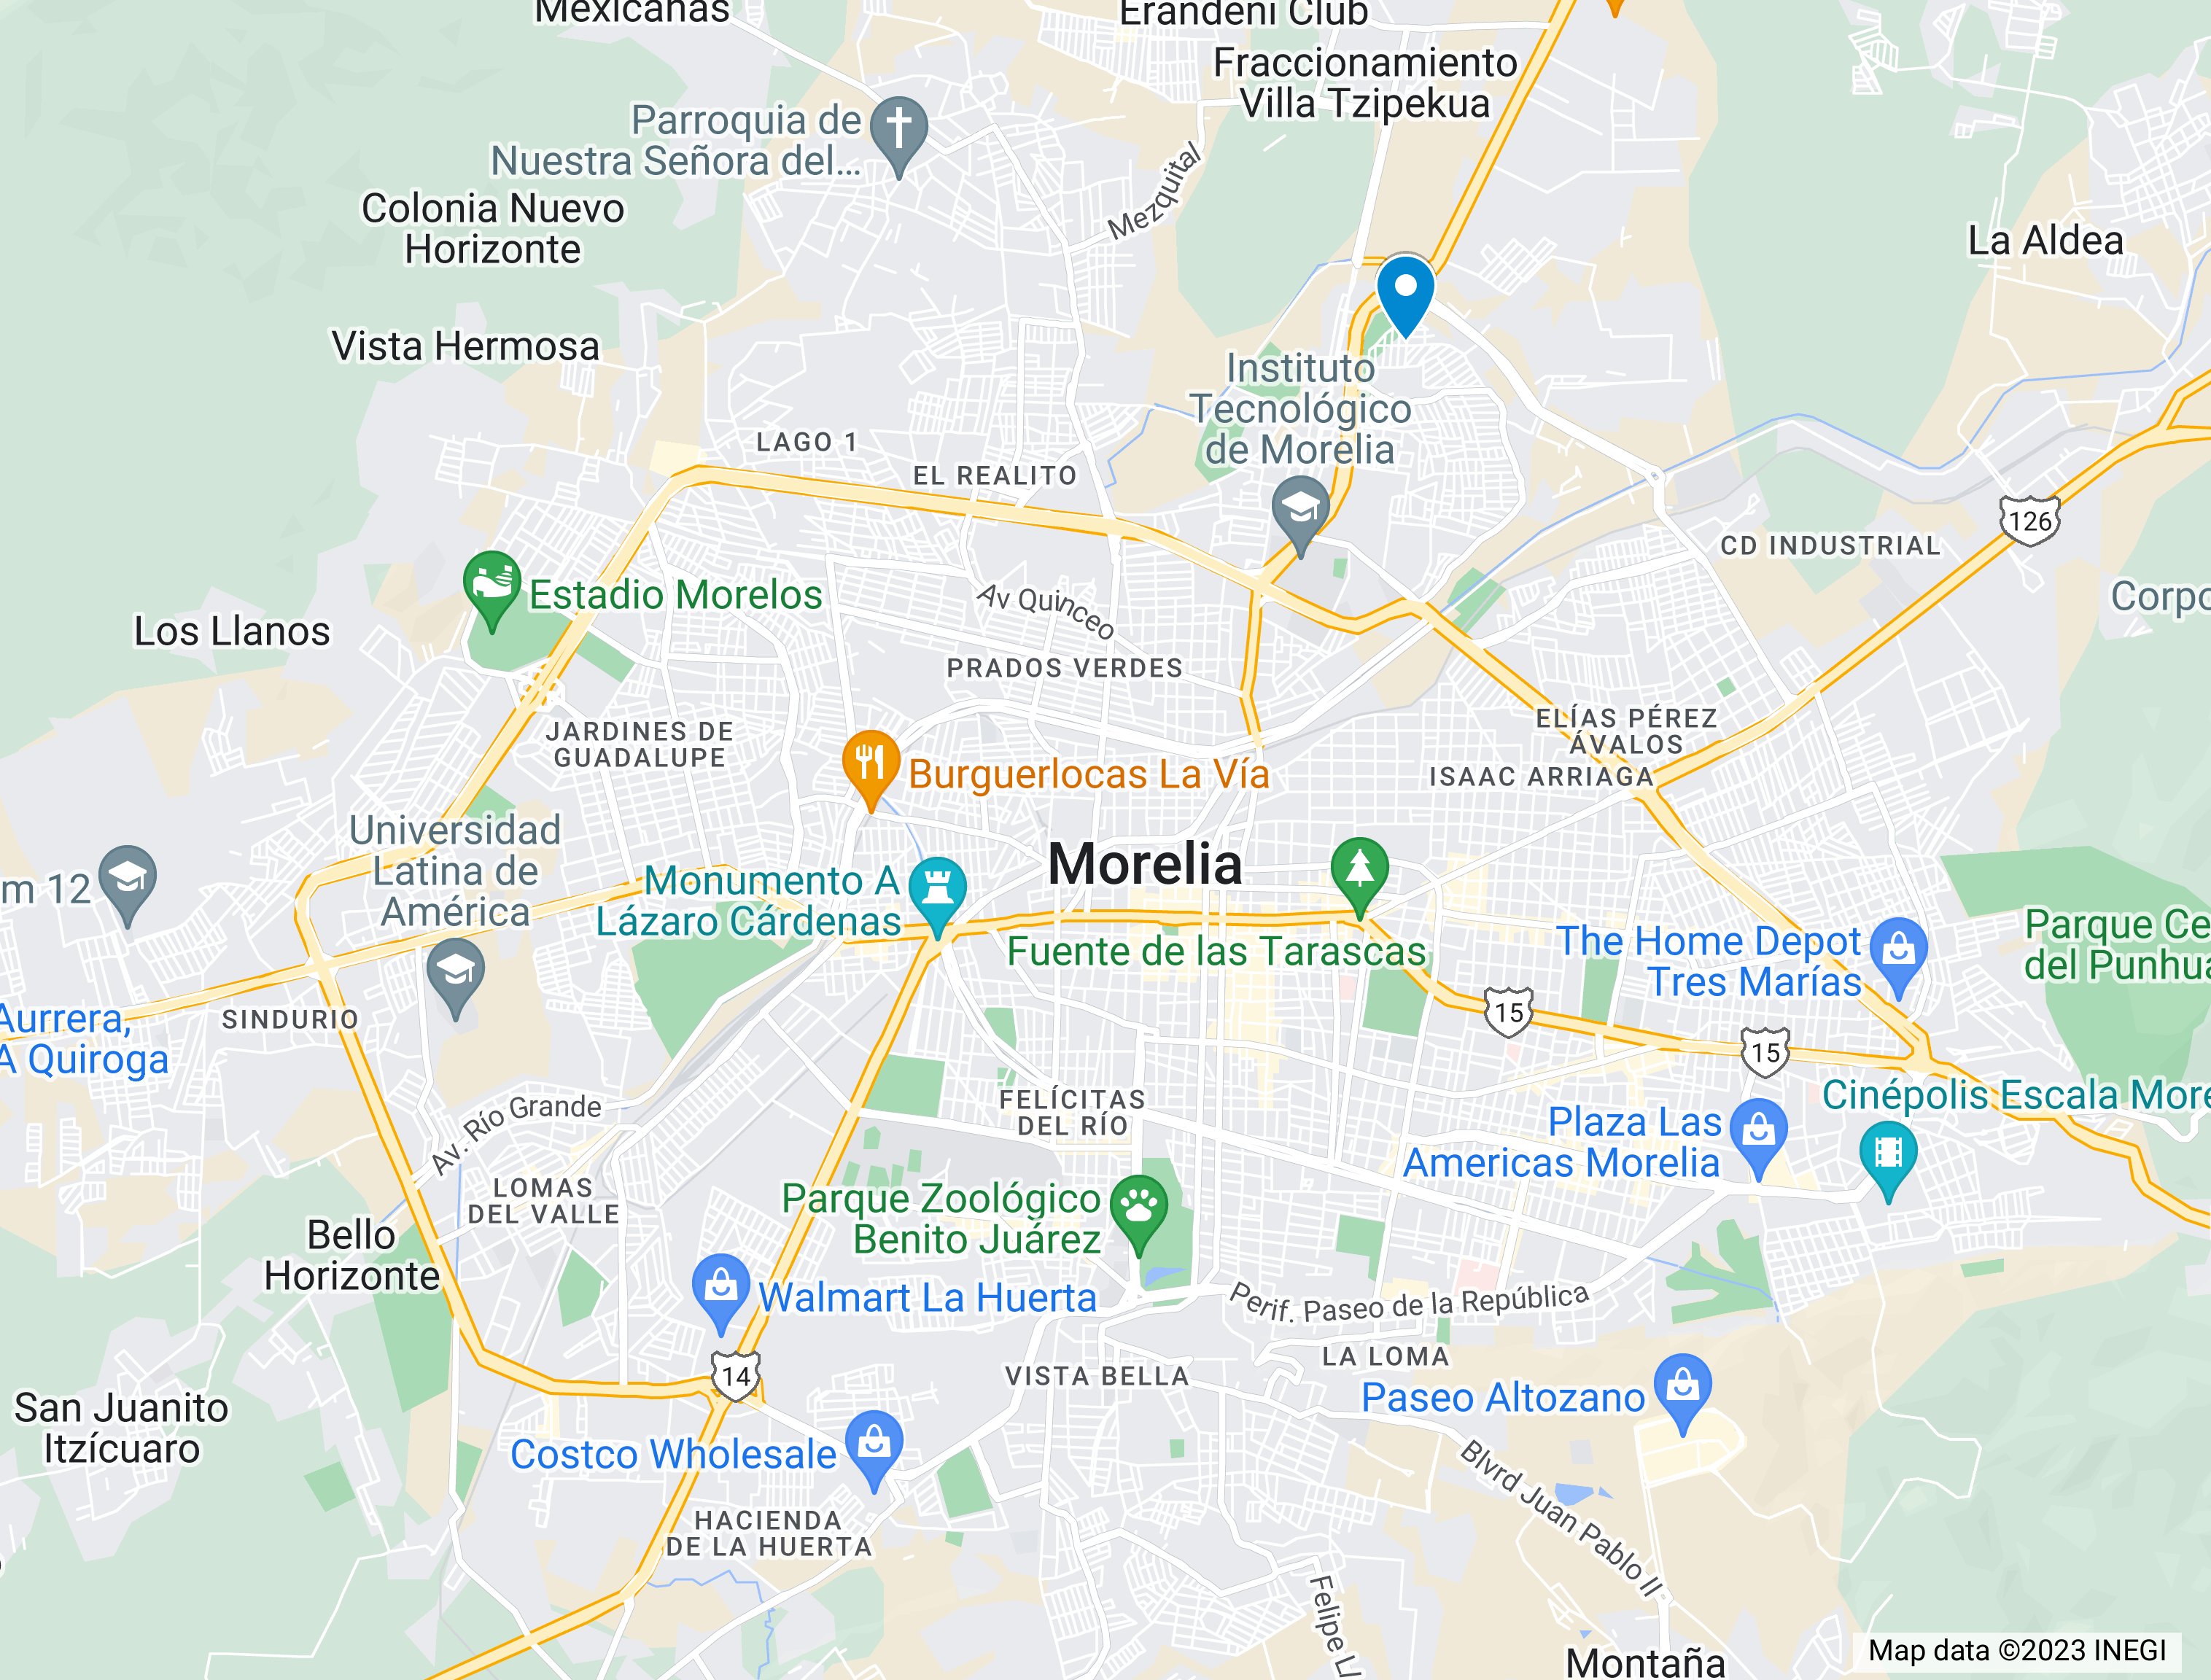 Mexicanas
Erandeni Club
Fraccionamiento
Villa Tzipekua
Parroquia de
Nuestra Señora del...
Mezquital
Colonia Nuevo
Horizonte
La Aldea
Vista Hermosa
Instituto
Tecnológico
de Morelia
LAGO 1
EL REALITO
126
CD INDUSTRIAL
Estadio Morelos
Av Quinceo
Corpo
Los Llanos
PRADOS VERDES
ELÍAS PÉREZ
ÁVALOS
JARDINES DE
GUADALUPE
Burguerlocas La Vía
ISAAC ARRIAGA
Universidad
Latina de
América
Morelia
m 12
Monumento A
Lázaro Cárdenas
Fuente de las Tarascas
The Home Depot
Tres Marías
Parque Ce
del Punhua
Aurrera,
A Quiroga
SINDURIO
15
15
Av. Río Grande
FELÍCITAS
DEL RÍO
Cinépolis Escala More
Plaza Las
Americas Morelia
LOMAS
DEL VALLE
Parque Zoológico
Benito Juárez
Bello
Horizonte
Walmart La Huerta
Perif. Paseo de la República
14
VISTA BELLA
LA LOMA
Paseo Altozano
San Juanito
Itzícuaro
Costco Wholesale
Blvrd Juan Pablo II
HACIENDA
DE LA HUERTA
Felipe
Montaña
Map data ©2023 INEGI